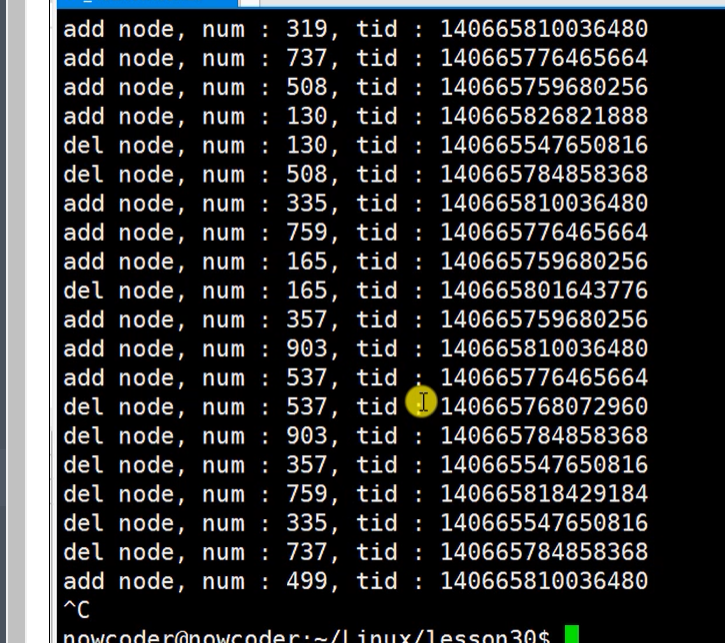 add node, num : 319, tid : 140665810036480
add node, num : 737, tid : 140665776465664
add node, num : 508, tid : 140665759680256
add node, num : 130, tid : 140665826821888
del node, num : 130, tid : 140665547650816
del node, num : 508, tid : 140665784858368
add node, num : 335, tid : 140665810036480
add node, num : 759, tid : 140665776465664
add node, num : 165, tid : 140665759680256
del node, num : 165, tid : 140665801643776
add node, num : 357, tid : 140665759680256
add node, num : 903, tid : 140665810036480
add node, num : 537, tid : 140665776465664
del node, num : 537, tid : 140665768072960
del node, num : 903, tid : 140665784858368
del node, num : 357, tid : 140665547650816
del node, num : 759, tid : 140665818429184
del node, num : 335, tid : 140665547650816
del node, num : 737, tid : 140665784858368
add node, num : 499, tid : 140665810036480
^C
nowcoder@nowcoder:~/Linux/lesson30$